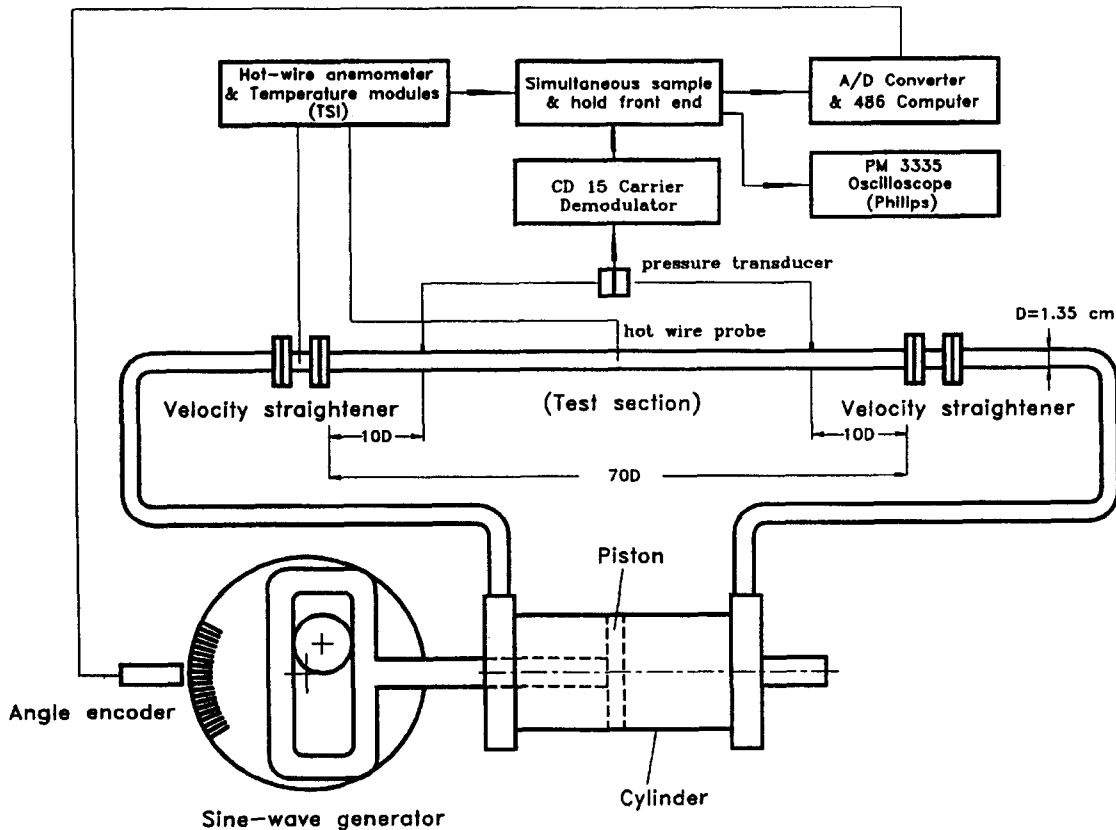 Hot-wire anemometer
& Temperature modules
(TSI)
Simultaneous sample
& hold front end
A/D Converter
& 486 Computer
CD 15 Carrier
Demodulator
PM 3335
Oscilloscope
(Philips)
pressure transducer
hot wire probe
D=1.35 cm
Velocity straightener
(Test section)
Velocity straightener
10D
10D
70D
Piston
Angle encoder
Cylinder
Sine-wave generator